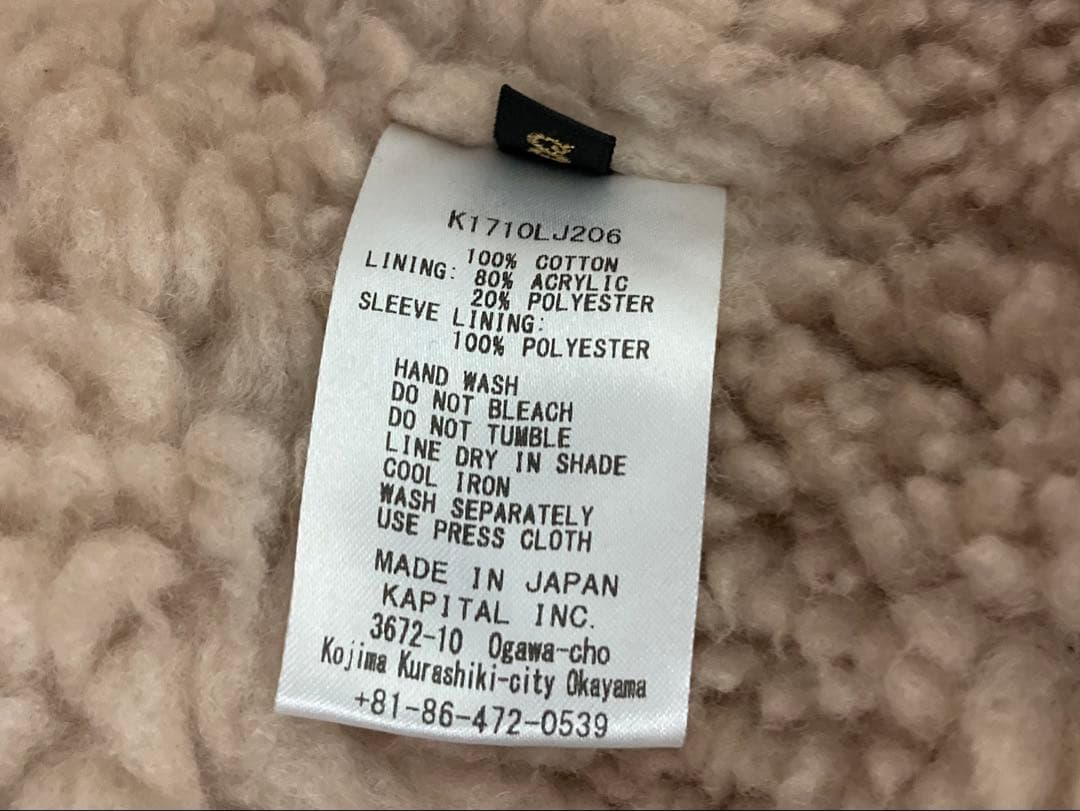 K1710LJ206
100% COTTON
LINING: 80% ACRYLIC
20% POLYESTER
SLEEVE LINING:
100% POLYESTER
HAND WASH
DO NOT BLEACH
DO NOT TUMBLE
LINE DRY IN SHADE
COOL IRON
WASH SEPARATELY
USE PRESS CLOTH
MADE IN JAPAN
KAPITAL INC.
3672-10 Ogawa-cho
Kojima Kurashiki-city Okayama
+81-86-472-0539